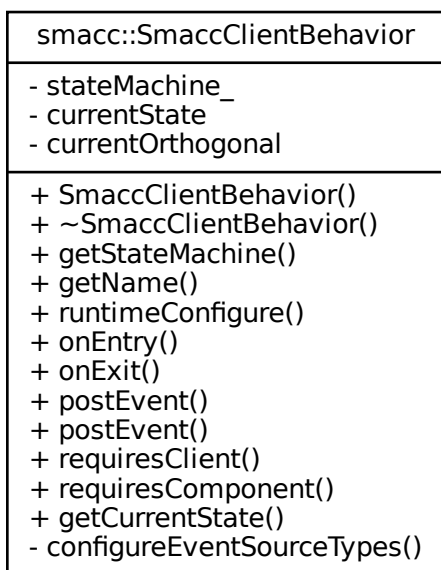 smacc::SmaccClientBehavior
- stateMachine_
- currentState
- currentOrthogonal
+ SmaccClientBehavior()
+ ~SmaccClientBehavior()
+ getStateMachine()
+ getName()
+ runtimeConfigure()
+ onEntry()
+ onExit()
+ postEvent()
+ postEvent()
+ requiresClient()
+ requiresComponent()
+ getCurrentState()
- configureEventSourceTypes()